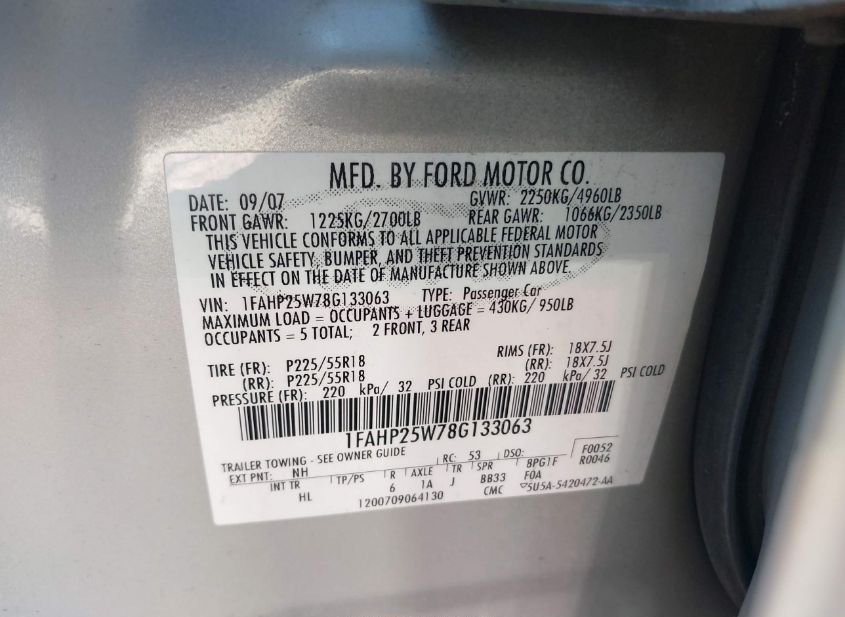 MFD. BY FORD MOTOR CO.
DATE: 09/07 GVWR: 2250KG/4960LB
FRONT GAWR: 1225KG/2700LB REAR GAWR: 1066KG/2350LB
THIS VEHICLE CONFORMS TO ALL APPLICABLE FEDERAL MOTOR
VEHICLE SAFETY, BUMPER, AND THEFT PREVENTION STANDARDS
IN EFFECT ON THE DATE OF MANUFACTURE SHOWN ABOVE.
VIN: 1FAHP25W78G133063 TYPE: Passenger Car
MAXIMUM LOAD = OCCUPANTS + LUGGAGE = 430KG/ 950LB
OCCUPANTS = 5 TOTAL; 2 FRONT, 3 REAR
TIRE (FR): P225/55R18 RIMS (FR): 18X7.5J
(RR): P225/55R18 (RR): 18X7.5J
PRESSURE (FR): 220 kPa/ 32 PSI COLD (RR): 220 kPa/ 32 PSI COLD
1FAHP25W78G133063
TRAILER TOWING - SEE OWNER GUIDE
EXT PNT: NH RC: 53 DSO: F0052
INT TR TP/PS R AXLE TR SPR 8PG1F R0046
HL 6 1A J BB33 F0A
1200709064130 CMC ▽5U5A-5420472-AA